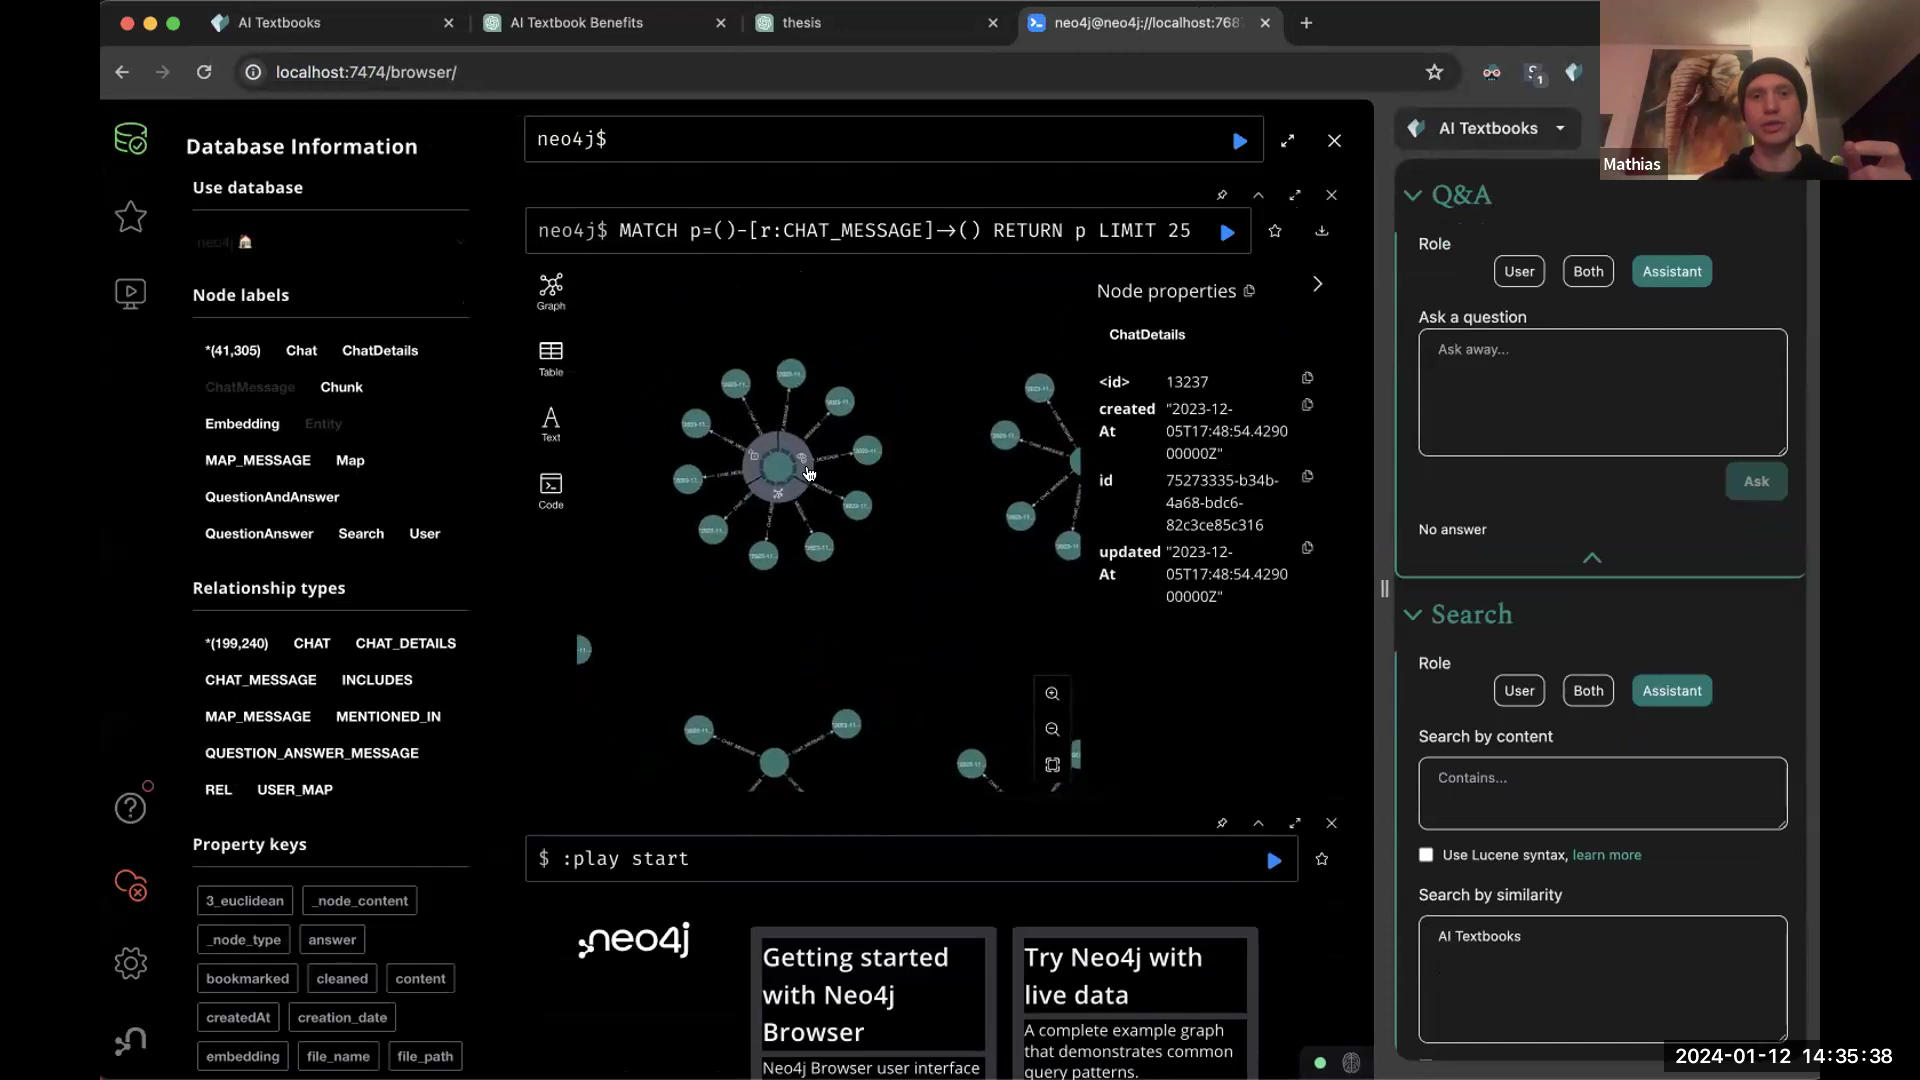 AI Textbooks
AI Textbook Benefits
thesis
neo4j@neo4j://localhost:768
localhost:7474/browser/
Mathias
Database Information
Use database
neo4j
Node labels
*(41,305) Chat ChatDetails
ChatMessage Chunk
Embedding Entity
MAP_MESSAGE Map
QuestionAndAnswer
QuestionAnswer Search User
Relationship types
*(199,240) CHAT CHAT_DETAILS
CHAT_MESSAGE INCLUDES
MAP_MESSAGE MENTIONED_IN
QUESTION_ANSWER_MESSAGE
REL USER_MAP
Property keys
3_euclidean _node_content
_node_type answer
bookmarked cleaned content
createdAt creation_date
embedding file_name file_path
neo4j$
neo4j$ MATCH p=()-[r:CHAT_MESSAGE]->() RETURN p LIMIT 25
Graph
Table
Text
Code
Node properties
ChatDetails
<id> 13237
created "2023-12-
At 05T17:48:54.4290
00000Z"
id 75273335-b34b-
4a68-bdc6-
82c3ce85c316
updated "2023-12-
At 05T17:48:54.4290
00000Z"
$ :play start
neo4j
Getting started
with Neo4j
Browser
Neo4j Browser user interface
Try Neo4j with
live data
A complete example graph
that demonstrates common
query patterns.
AI Textbooks
Q&A
Role
User Both Assistant
Ask a question
Ask away...
Ask
No answer
Search
Role
User Both Assistant
Search by content
Contains...
Use Lucene syntax, learn more
Search by similarity
AI Textbooks
2024-01-12 14:35:38